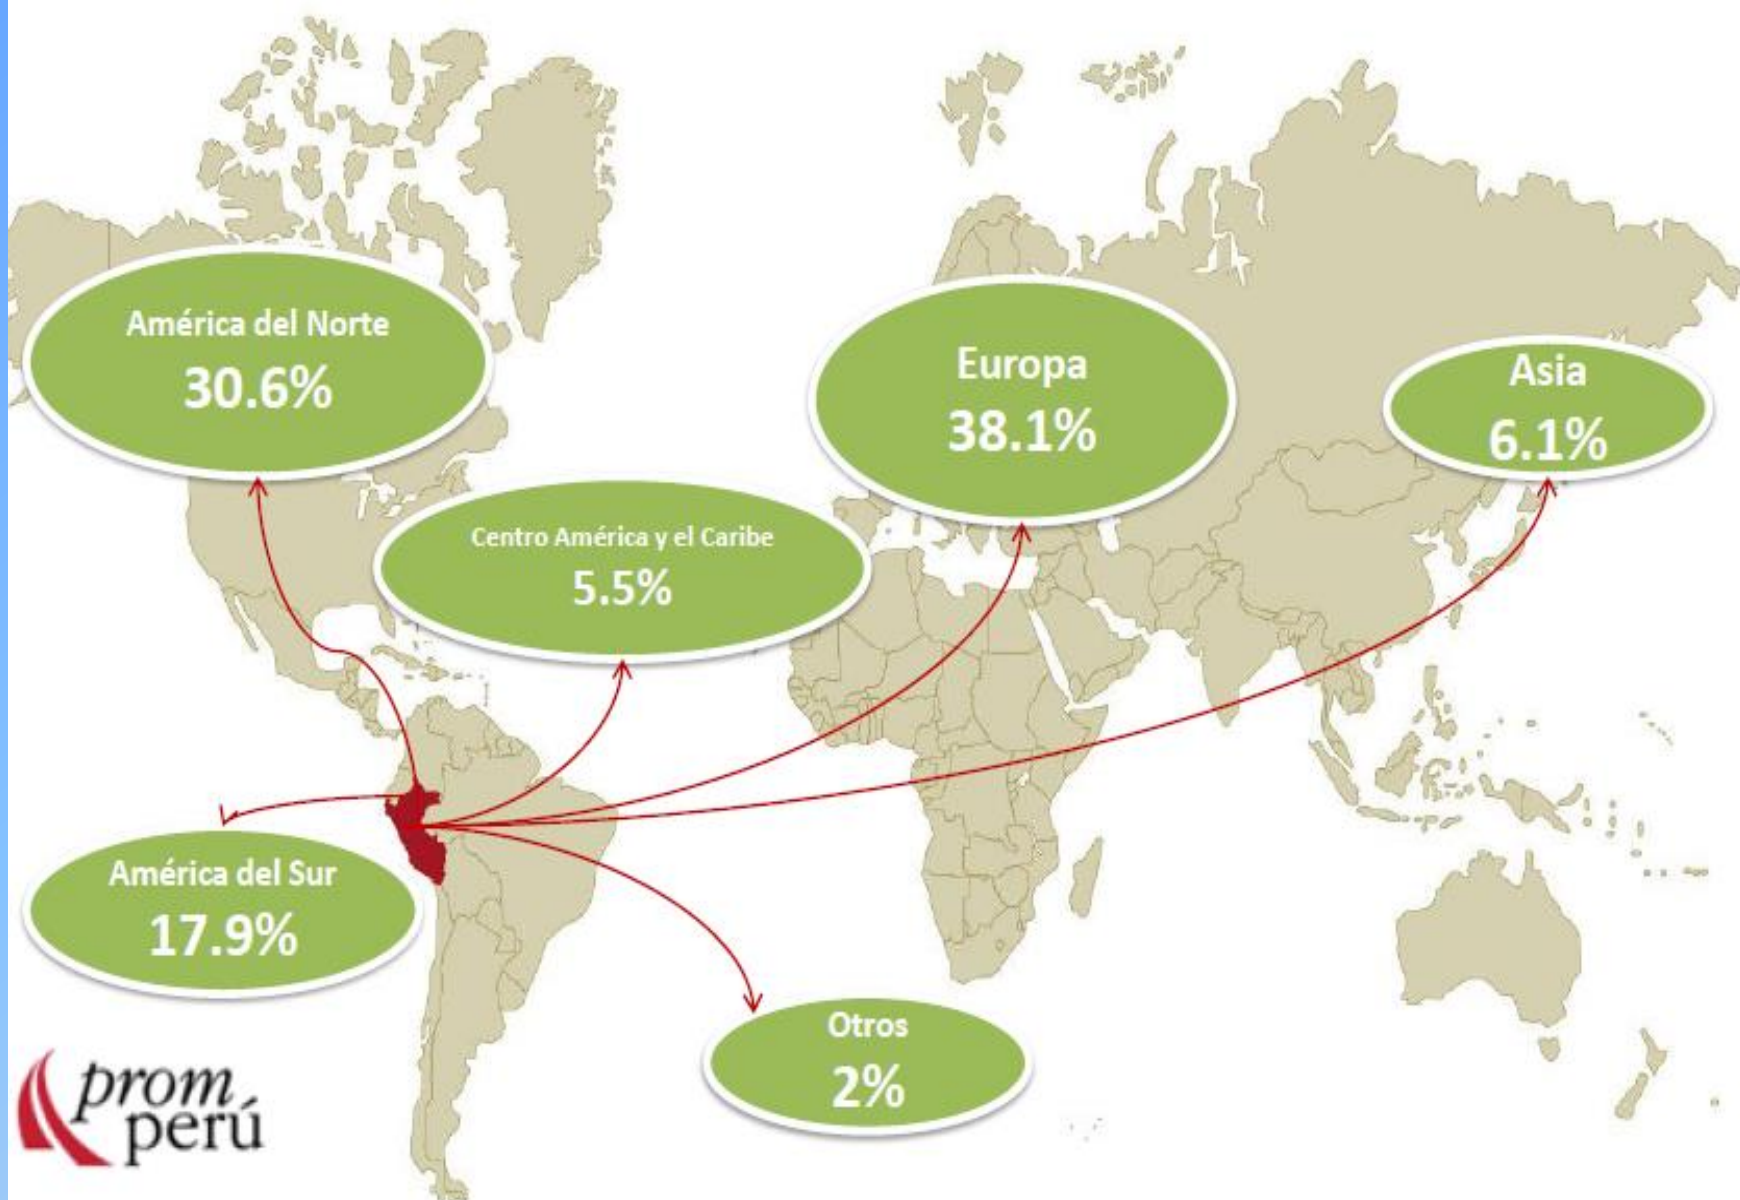 América del Norte
30.6%
Europa
38.1%
Asia
6.1%
Centro América y el Caribe
5.5%
América del Sur
17.9%
Otros
2%
prom
perú